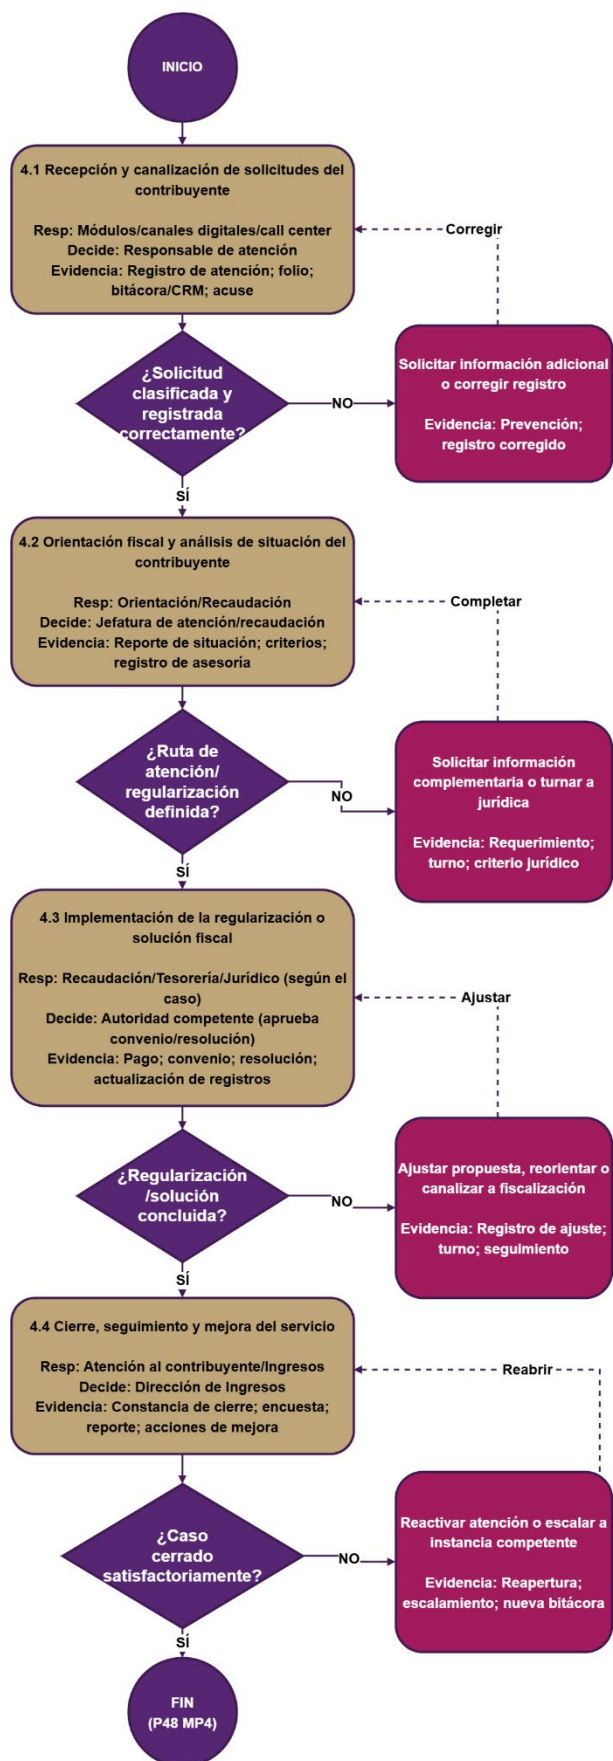 INICIO
4.1 Recepción y canalización de solicitudes del
contribuyente
Resp: Módulos/canales digitales/call center
Decide: Responsable de atención
Evidencia: Registro de atención; folio;
bitácora/CRM; acuse
Corregir
¿Solicitud
clasificada y
registrada
correctamente?
NO
Solicitar información adicional
o corregir registro
Evidencia: Prevención;
registro corregido
SÍ
4.2 Orientación fiscal y análisis de situación del
contribuyente
Resp: Orientación/Recaudación
Decide: Jefatura de atención/recaudación
Evidencia: Reporte de situación; criterios;
registro de asesoría
Completar
¿Ruta de
atención/
regularización
definida?
NO
Solicitar información
complementaria o turnar a
jurídica
Evidencia: Requerimiento;
turno; criterio jurídico
SÍ
4.3 Implementación de la regularización o
solución fiscal
Resp: Recaudación/Tesorería/Jurídico (según el
caso)
Decide: Autoridad competente (aprueba
convenio/resolución)
Evidencia: Pago; convenio; resolución;
actualización de registros
Ajustar
¿Regularización
/solución
concluida?
NO
Ajustar propuesta, reorientar o
canalizar a fiscalización
Evidencia: Registro de ajuste;
turno; seguimiento
SÍ
4.4 Cierre, seguimiento y mejora del servicio
Resp: Atención al contribuyente/Ingresos
Decide: Dirección de Ingresos
Evidencia: Constancia de cierre; encuesta;
reporte; acciones de mejora
Reabrir
¿Caso
cerrado
satisfactoriamente?
NO
Reactivar atención o escalar a
instancia competente
Evidencia: Reapertura;
escalamiento; nueva bitácora
SÍ
FIN
(P48 MP4)